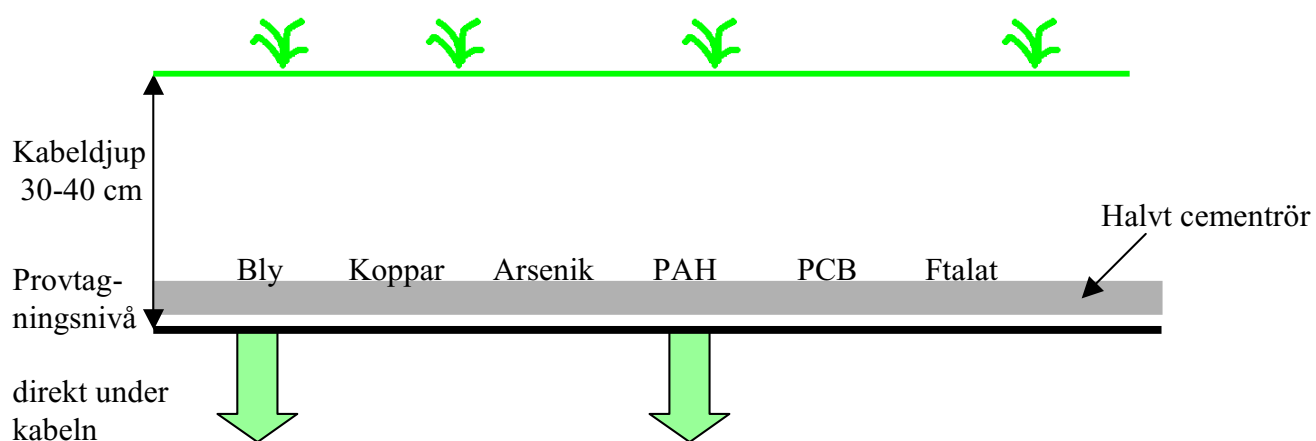 Kabeldjup
30-40 cm
Halvt cementrör
Bly Koppar Arsenik PAH PCB Ftalat
Provtag-
ningsnivå
direkt under
kabeln